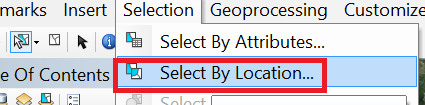 marks Insert Selection Geoprocessing Customize
Select By Attributes...
e Of Contents
Select By Location...